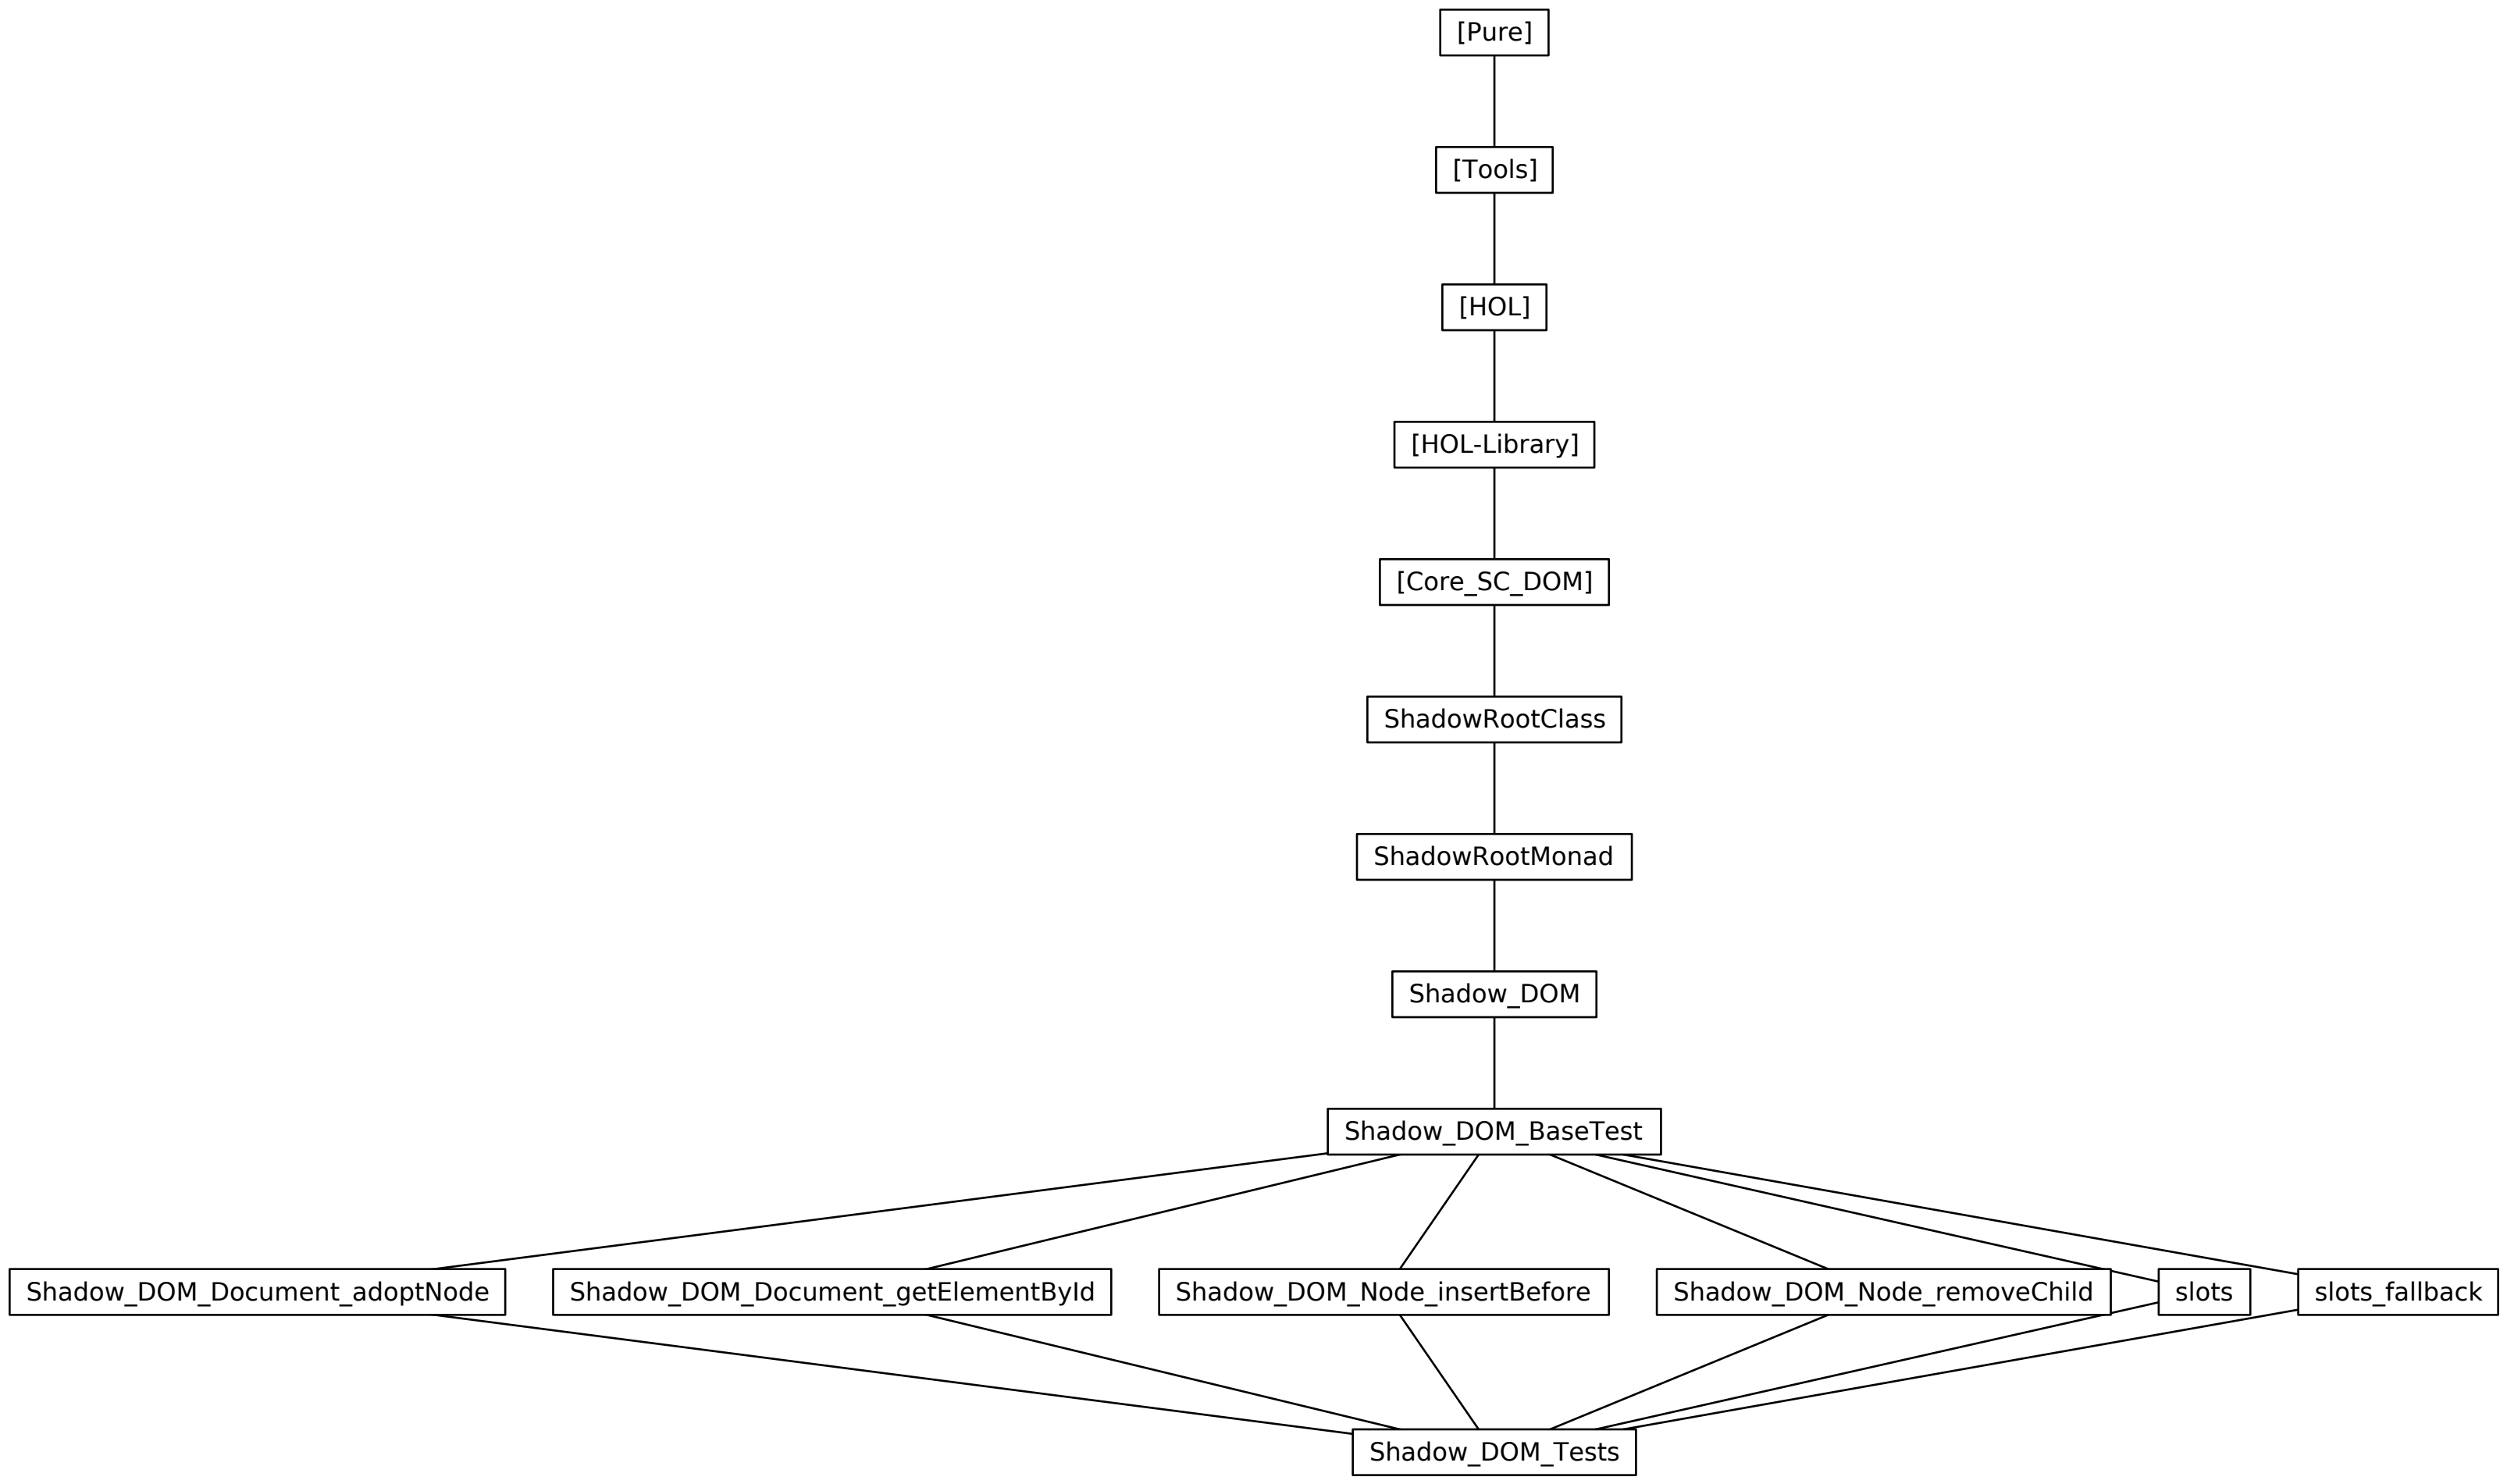 [Pure]
[Tools]
[HOL]
[HOL-Library]
[Core_SC_DOM]
ShadowRootClass
ShadowRootMonad
Shadow_DOM
Shadow_DOM_BaseTest
Shadow_DOM_Document_adoptNode
Shadow_DOM_Document_getElementById
Shadow_DOM_Node_insertBefore
Shadow_DOM_Node_removeChild
slots
slots_fallback
Shadow_DOM_Tests